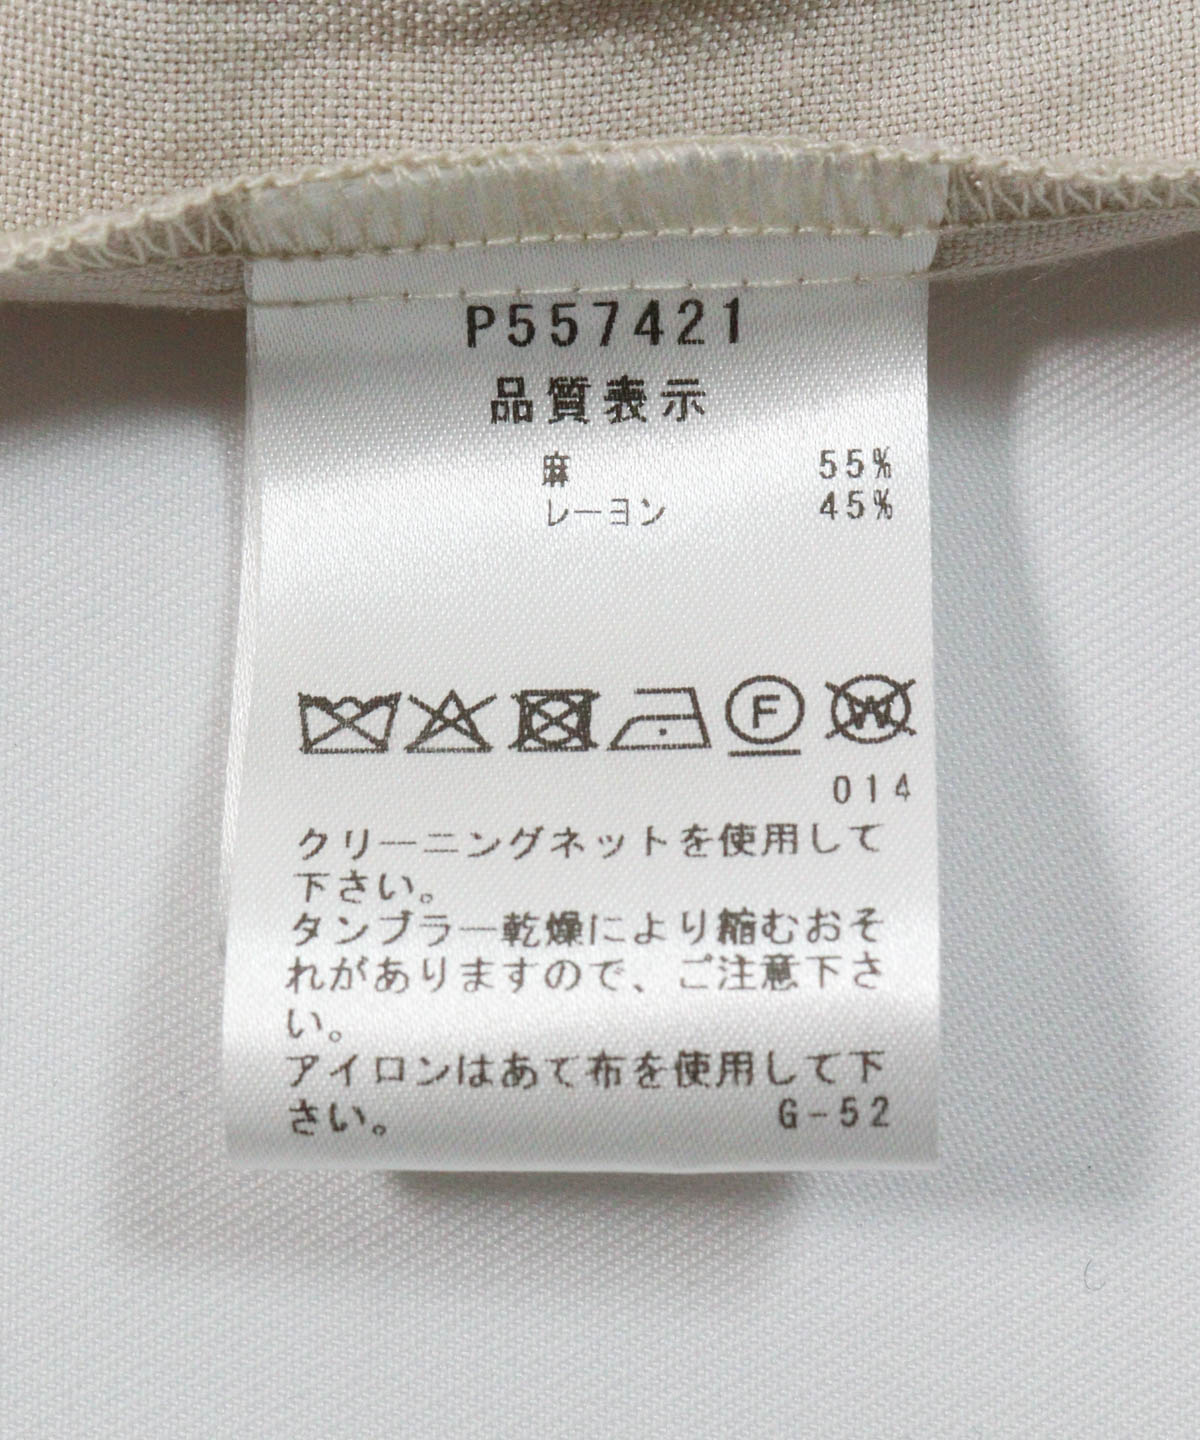 P557421
品質表示
麻 55%
レーヨン 45%
F W
014
クリーニングネットを使用して
下さい。
タンブラー乾燥により縮むおそ
れがありますので、ご注意下さ
い。
アイロンはあて布を使用して下
さい。 G-52